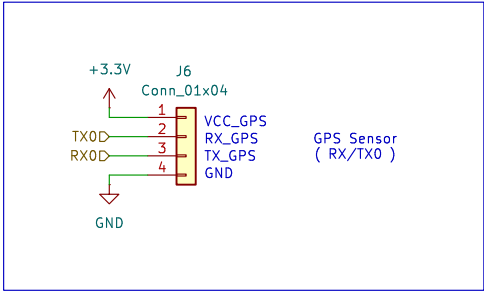 +3.3V
J6
Conn_01x04
1
VCC_GPS
TX0
2
RX_GPS
RX0
3
TX_GPS
4
GND
GND
GPS Sensor
( RX/TX0 )